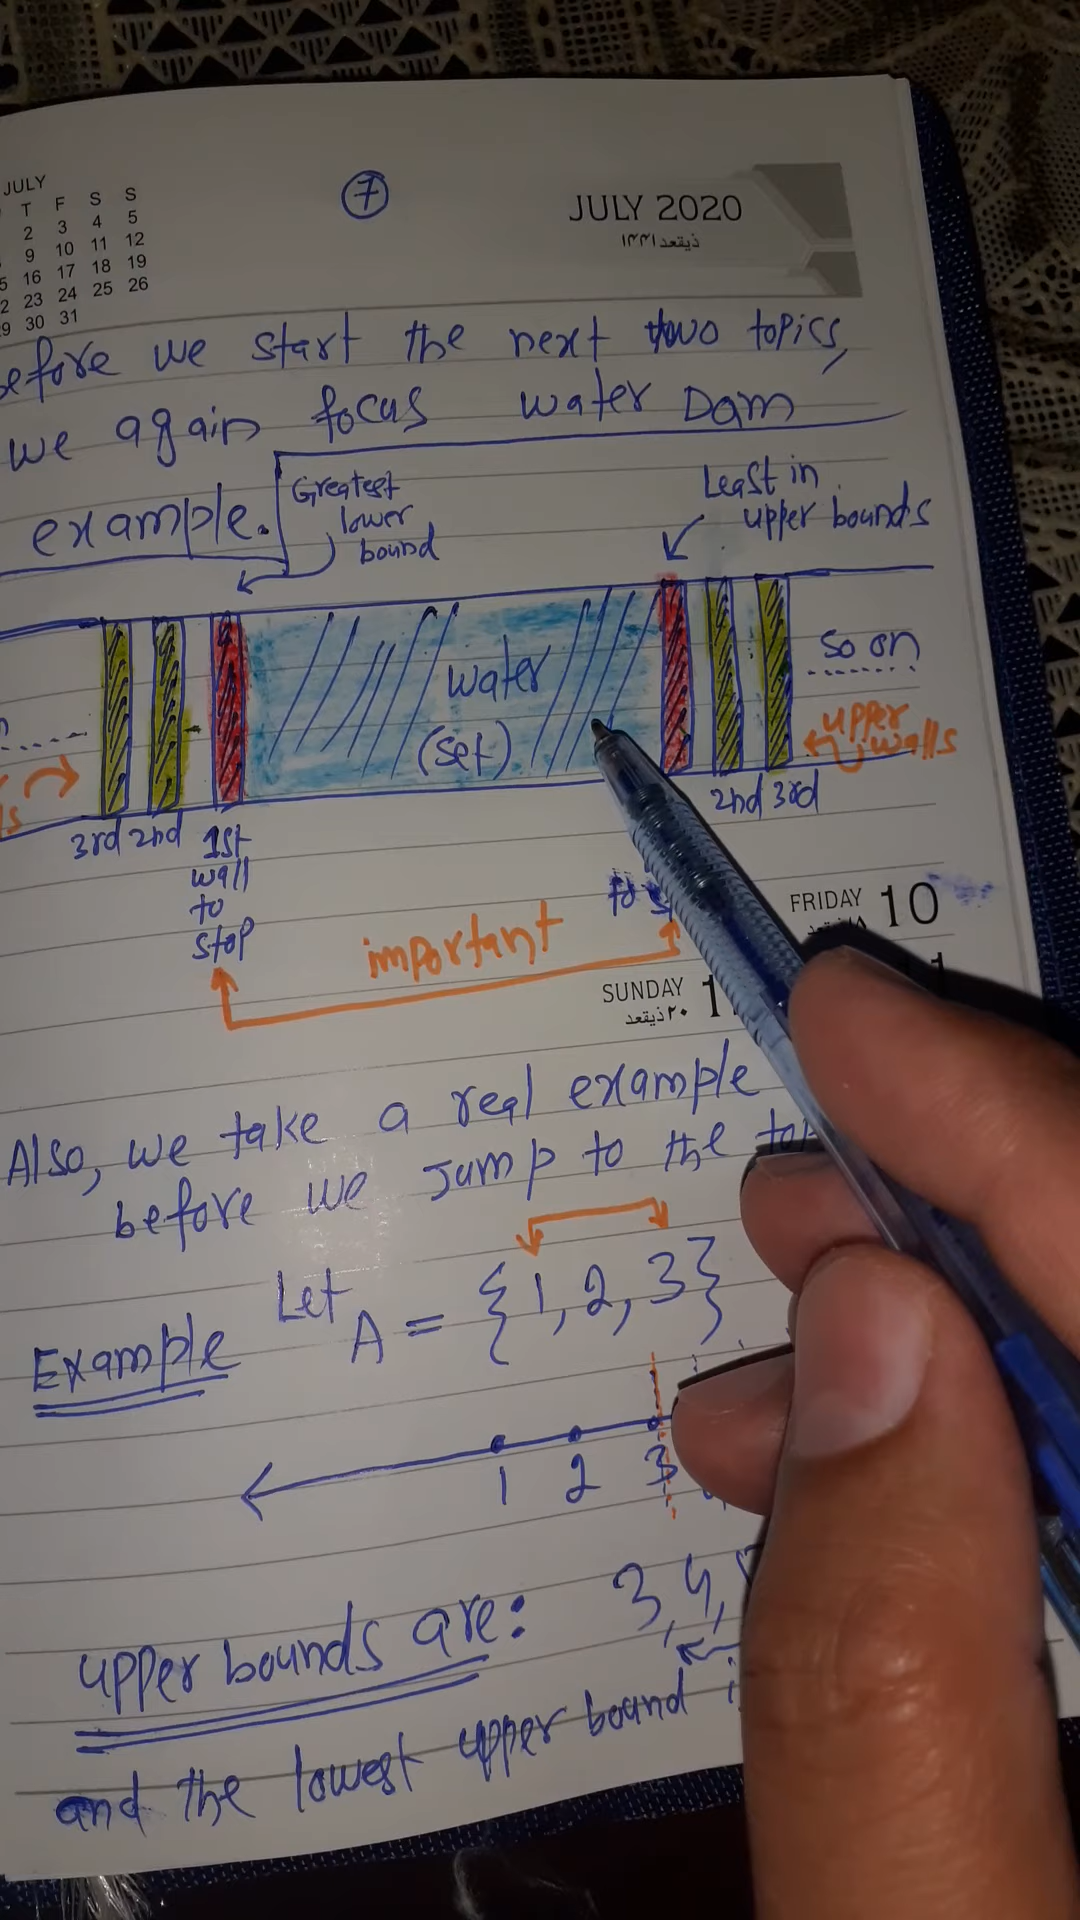 JULY
T F S S
2 3 4 5
9 10 11 12
16 17 18 19
23 24 25 26
30 31
7
JULY 2020
ذيقعد ١٤٤١
before we start the next two topics,
we again focus water Dam
example.
Greatest
lower
bound
Least in
upper bounds
water
(set)
so on
upper
walls
3rd 2nd 1st
wall
to
stop
2nd 3rd
important
to
FRIDAY 10
SUNDAY
٢٠ ذيقعد
Also, we take a real example
before we Jump to the
Example
Let A = {1, 2, 3}
1 2 3
upper bounds are: 3, 4,
and the lowest upper bound